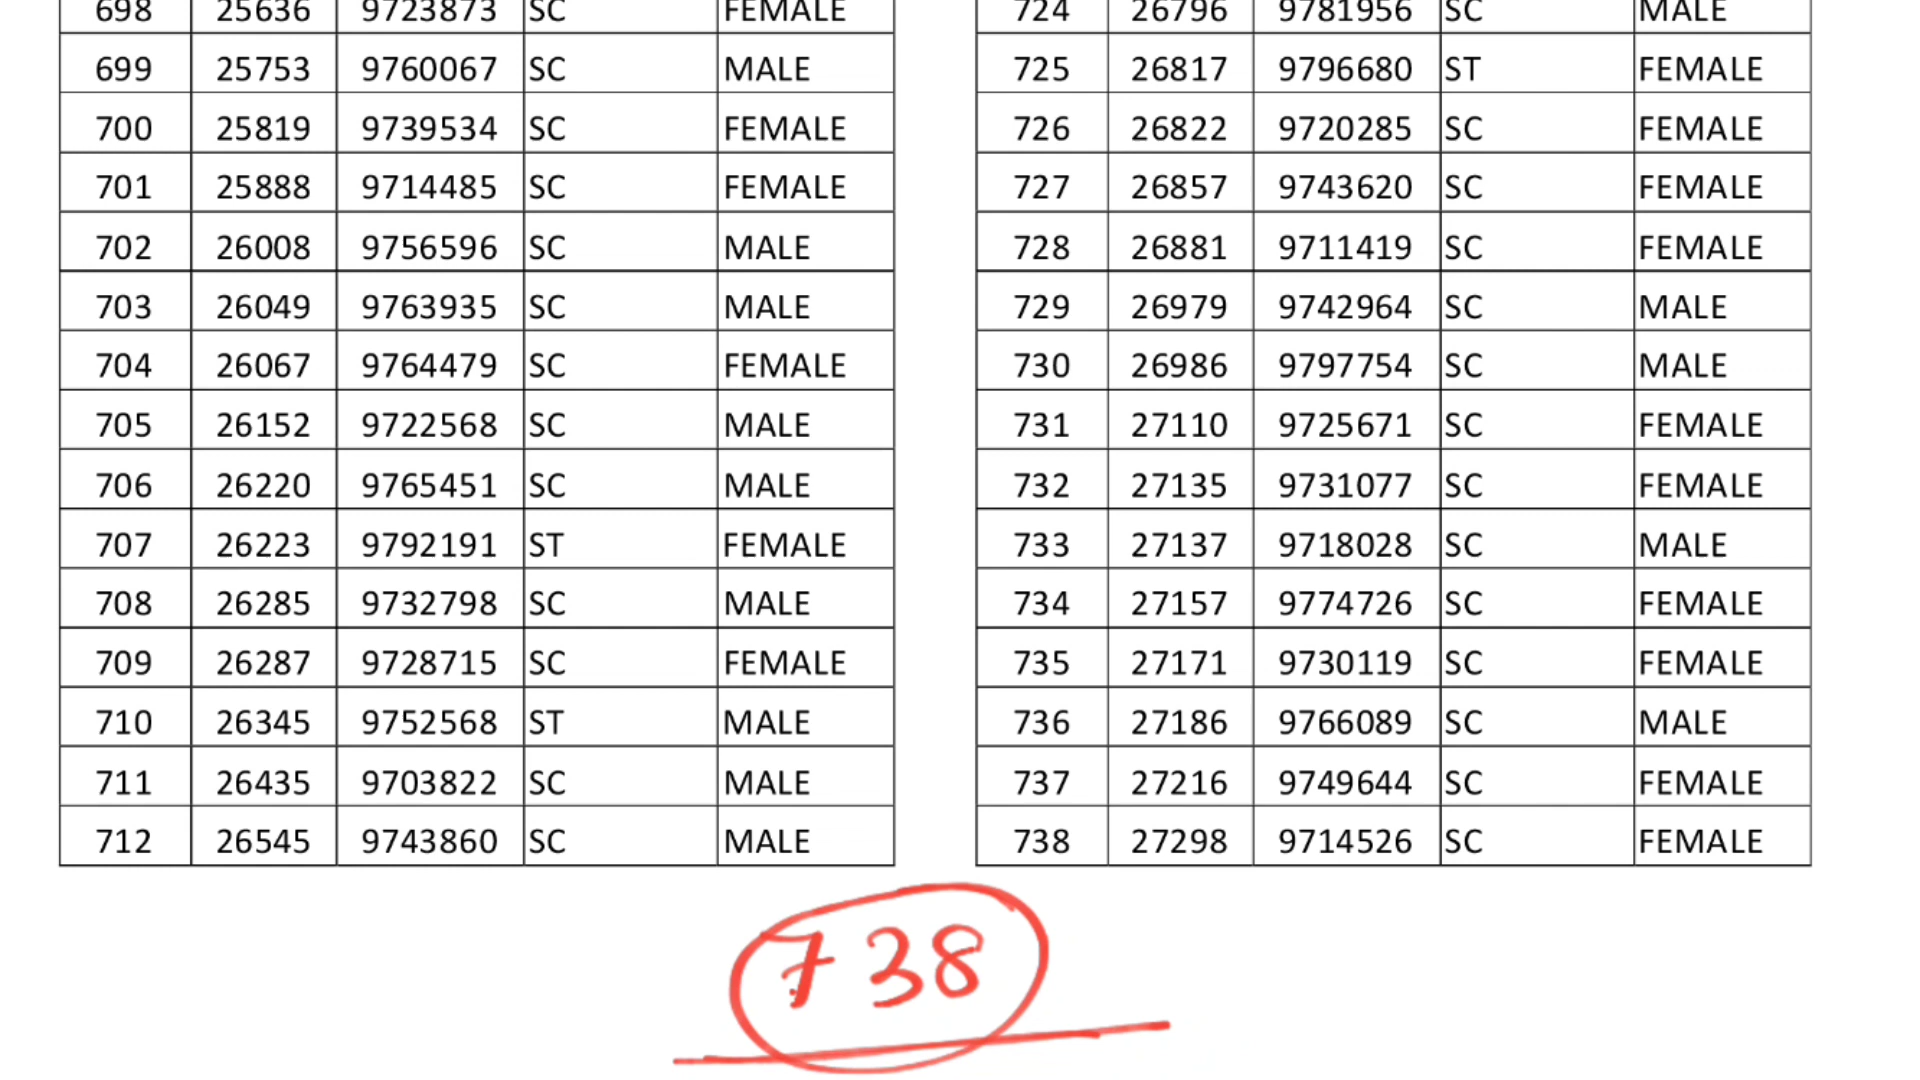 698 25636 9723873 SC FEMALE
699 25753 9760067 SC MALE
700 25819 9739534 SC FEMALE
701 25888 9714485 SC FEMALE
702 26008 9756596 SC MALE
703 26049 9763935 SC MALE
704 26067 9764479 SC FEMALE
705 26152 9722568 SC MALE
706 26220 9765451 SC MALE
707 26223 9792191 ST FEMALE
708 26285 9732798 SC MALE
709 26287 9728715 SC FEMALE
710 26345 9752568 ST MALE
711 26435 9703822 SC MALE
712 26545 9743860 SC MALE
724 26796 9781956 SC MALE
725 26817 9796680 ST FEMALE
726 26822 9720285 SC FEMALE
727 26857 9743620 SC FEMALE
728 26881 9711419 SC FEMALE
729 26979 9742964 SC MALE
730 26986 9797754 SC MALE
731 27110 9725671 SC FEMALE
732 27135 9731077 SC FEMALE
733 27137 9718028 SC MALE
734 27157 9774726 SC FEMALE
735 27171 9730119 SC FEMALE
736 27186 9766089 SC MALE
737 27216 9749644 SC FEMALE
738 27298 9714526 SC FEMALE
738